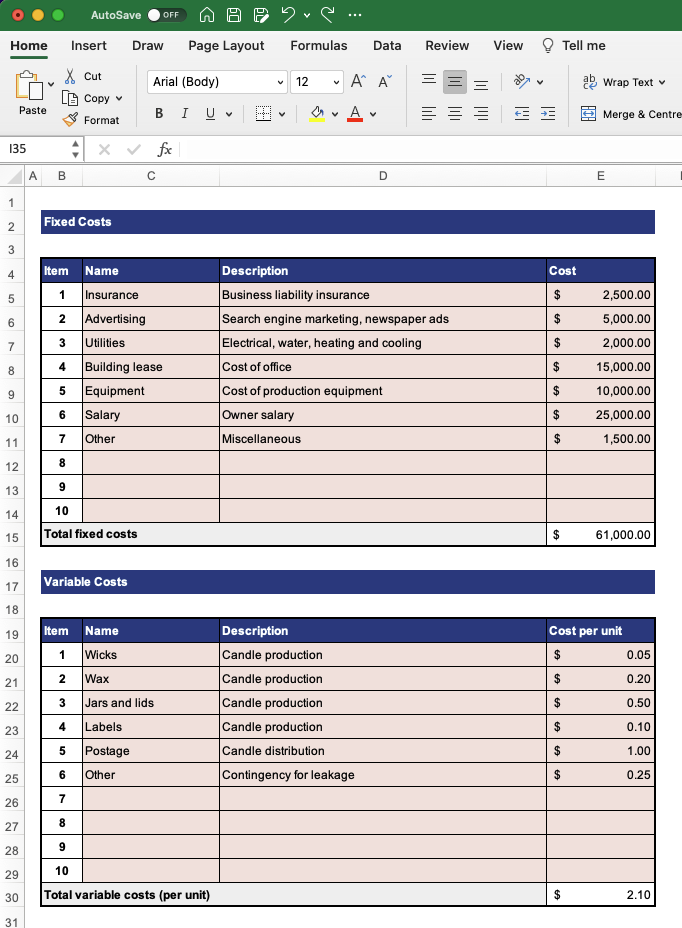 AutoSave OFF
Home Insert Draw Page Layout Formulas Data Review View Tell me
Paste
Cut
Copy
Format
Arial (Body) 12 A^ A˅
B I U A
ab Wrap Text
Merge & Centre
I35 fx
A B C D E
1
2 Fixed Costs
3
4 Item Name Description Cost
5 1 Insurance Business liability insurance $ 2,500.00
6 2 Advertising Search engine marketing, newspaper ads $ 5,000.00
7 3 Utilities Electrical, water, heating and cooling $ 2,000.00
8 4 Building lease Cost of office $ 15,000.00
9 5 Equipment Cost of production equipment $ 10,000.00
10 6 Salary Owner salary $ 25,000.00
11 7 Other Miscellaneous $ 1,500.00
12 8
13 9
14 10
15 Total fixed costs $ 61,000.00
16
17 Variable Costs
18
19 Item Name Description Cost per unit
20 1 Wicks Candle production $ 0.05
21 2 Wax Candle production $ 0.20
22 3 Jars and lids Candle production $ 0.50
23 4 Labels Candle production $ 0.10
24 5 Postage Candle distribution $ 1.00
25 6 Other Contingency for leakage $ 0.25
26 7
27 8
28 9
29 10
30 Total variable costs (per unit) $ 2.10
31